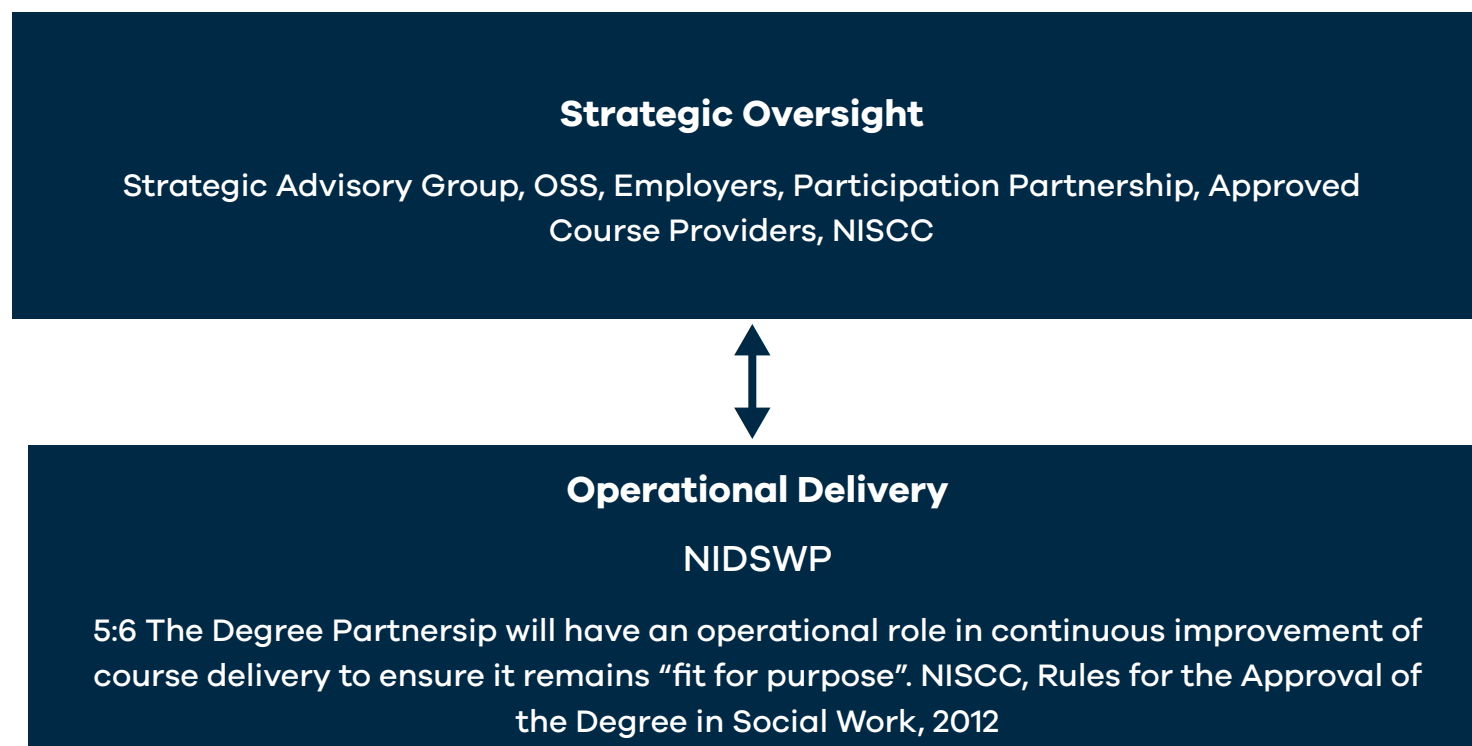 Strategic Oversight
Strategic Advisory Group, OSS, Employers, Participation Partnership, Approved
Course Providers, NISCC
Operational Delivery
NIDSWP
5:6 The Degree Partnersip will have an operational role in continuous improvement of
course delivery to ensure it remains “fit for purpose”. NISCC, Rules for the Approval of
the Degree in Social Work, 2012